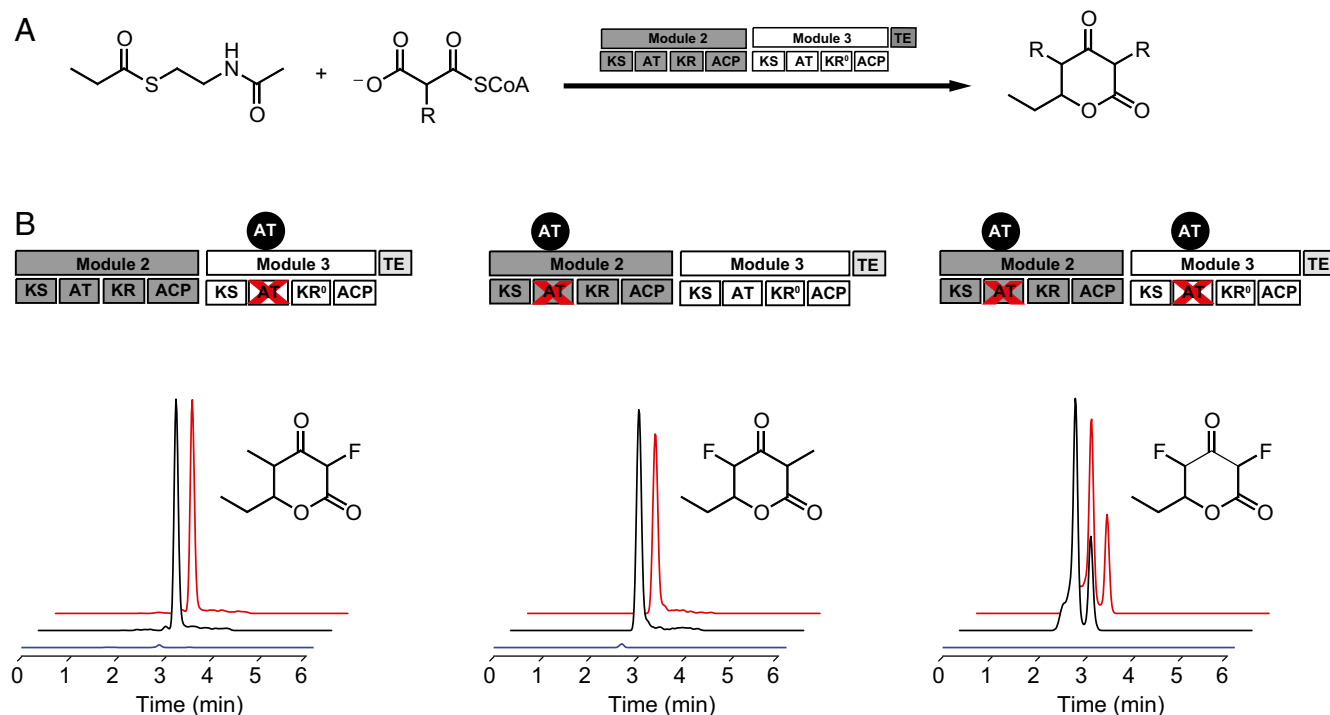 A
O
H
N
S
O
+
O
O
−O
SCoA
R
Module 2
Module 3
TE
KS
AT
KR
ACP
KS
AT
KR⁰
ACP
O
R
R
O
O
B
AT
Module 2
Module 3
TE
KS
AT
KR
ACP
KS
AT
KR⁰
ACP
O
F
O
O
0 1 2 3 4 5 6
Time (min)
AT
Module 2
Module 3
TE
KS
AT
KR
ACP
KS
AT
KR⁰
ACP
O
F
O
O
0 1 2 3 4 5 6
Time (min)
AT
AT
Module 2
Module 3
TE
KS
AT
KR
ACP
KS
AT
KR⁰
ACP
O
F
F
O
O
0 1 2 3 4 5 6
Time (min)